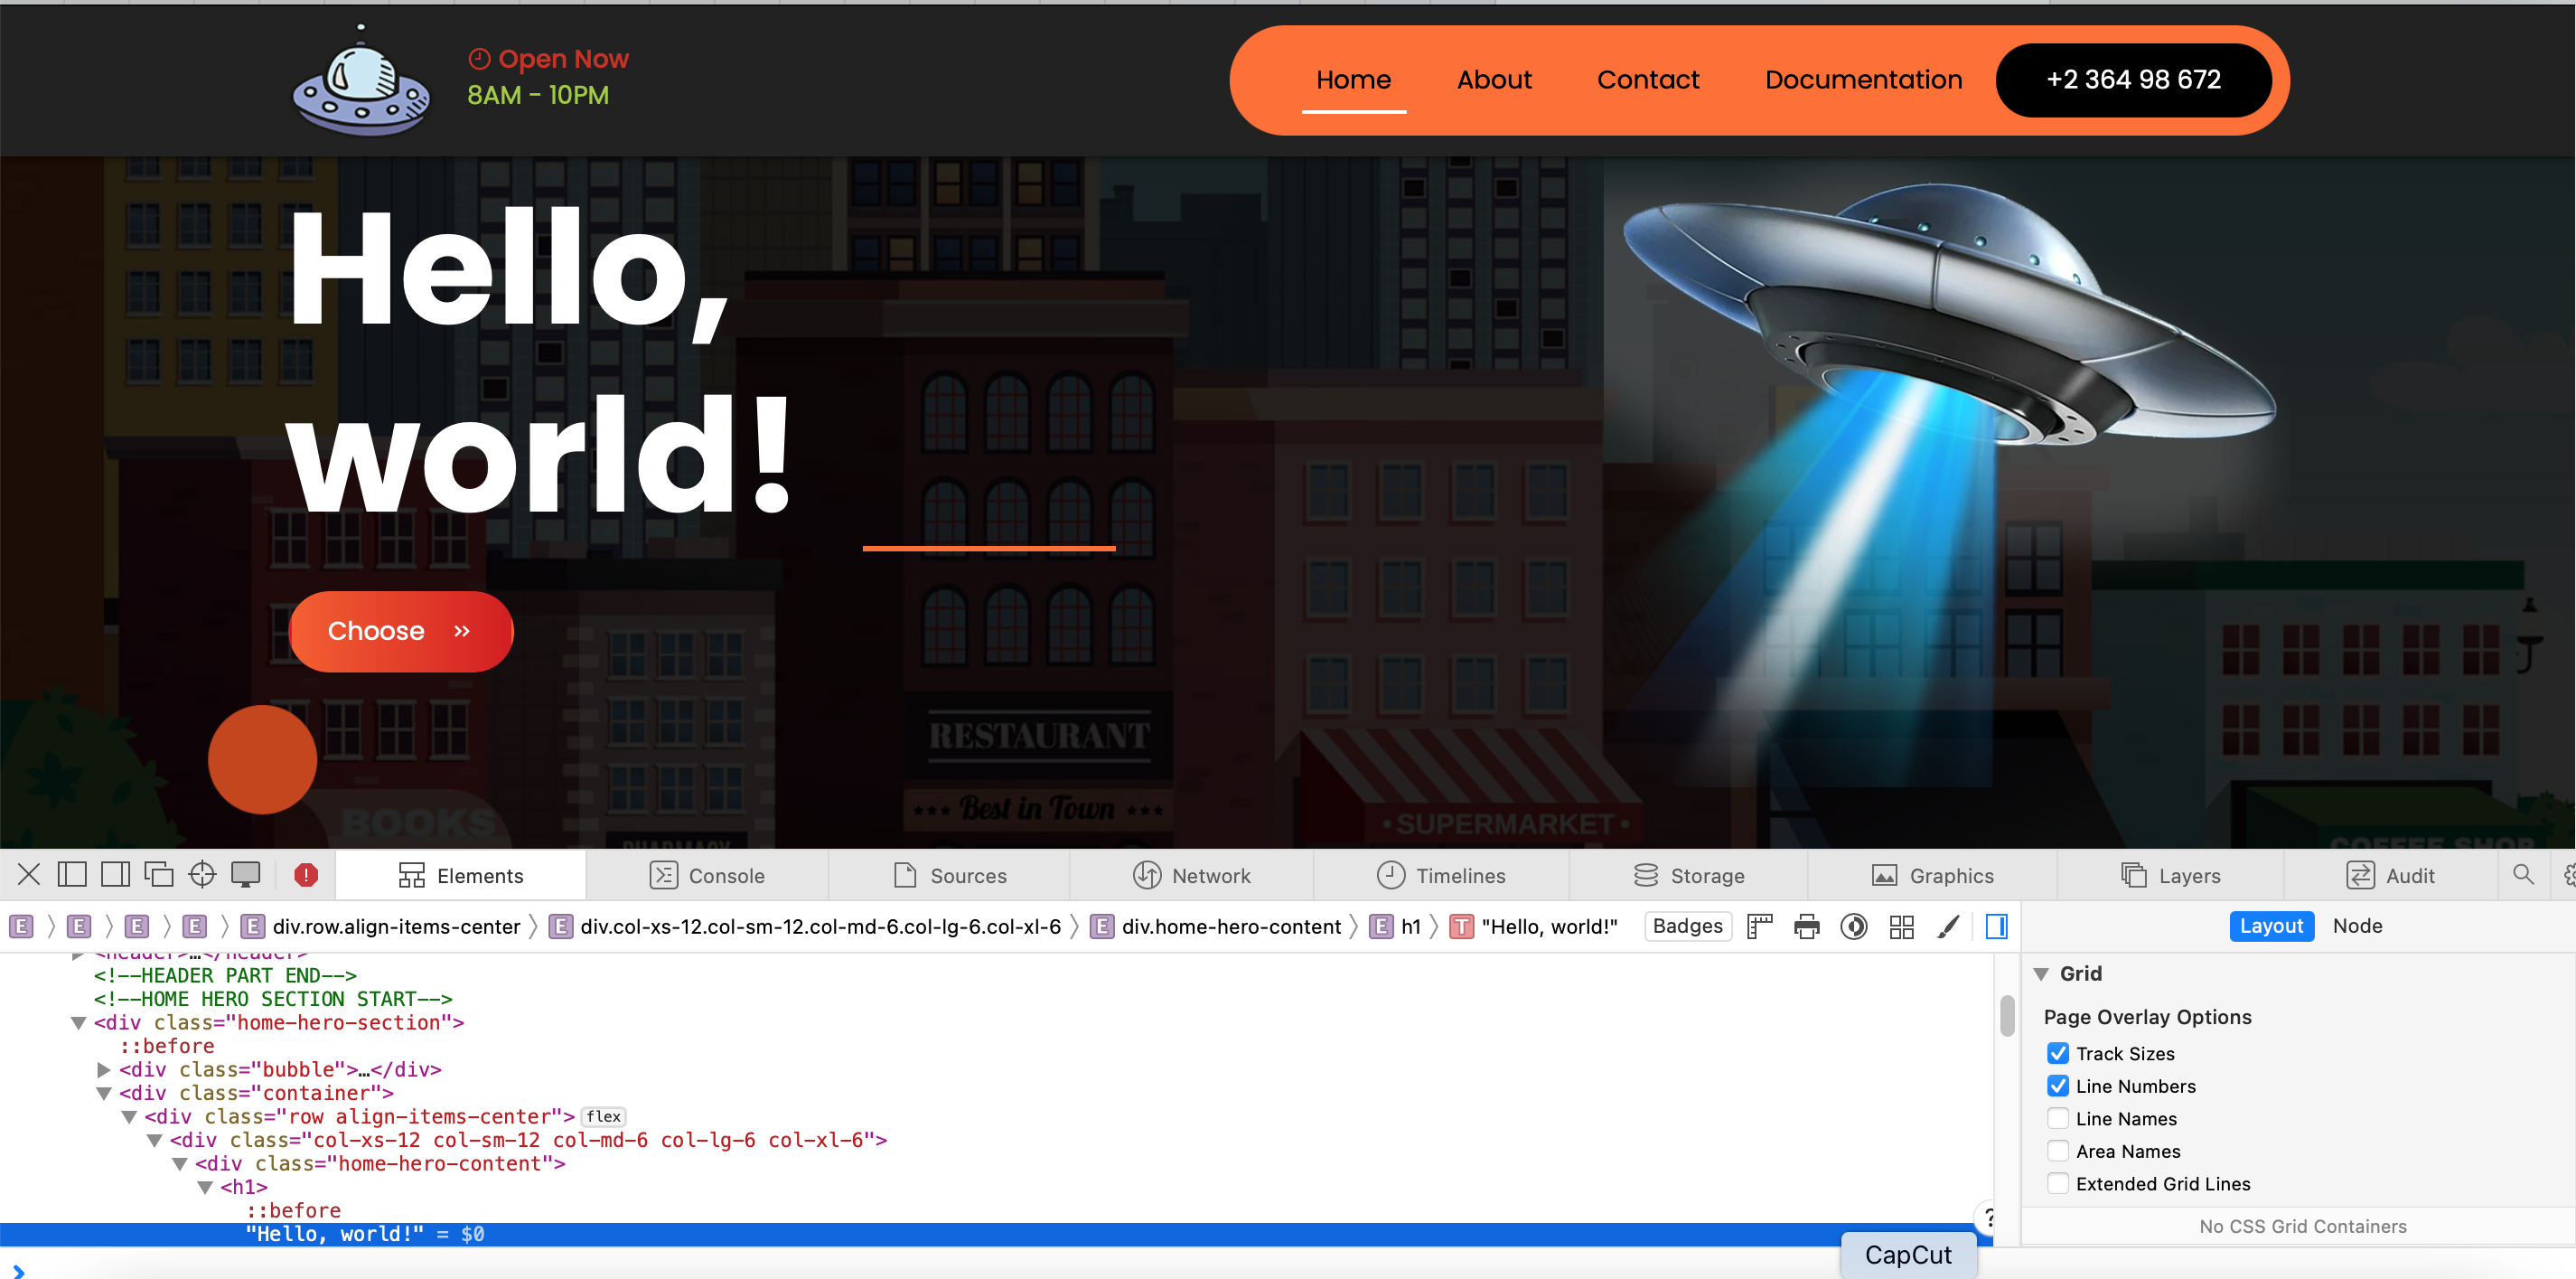 Open Now
8AM - 10PM
Home About Contact Documentation +2 364 98 672
Hello,
world!
Choose »
RESTAURANT
*** Best in Town ***
BOOKS
PHARMACY
• SUPERMARKET •
COFFEE SHOP
Elements Console Sources Network Timelines Storage Graphics Layers Audit
E E E E E div.row.align-items-center E div.col-xs-12.col-sm-12.col-md-6.col-lg-6.col-xl-6 E div.home-hero-content E h1 T "Hello, world!" Badges Layout Node
<header>…</header>
<!--HEADER PART END-->
<!--HOME HERO SECTION START-->
<div class="home-hero-section">
::before
<div class="bubble">…</div>
<div class="container">
<div class="row align-items-center"> flex
<div class="col-xs-12 col-sm-12 col-md-6 col-lg-6 col-xl-6">
<div class="home-hero-content">
<h1>
::before
"Hello, world!" = $0
Grid
Page Overlay Options
Track Sizes
Line Numbers
Line Names
Area Names
Extended Grid Lines
No CSS Grid Containers
?
CapCut